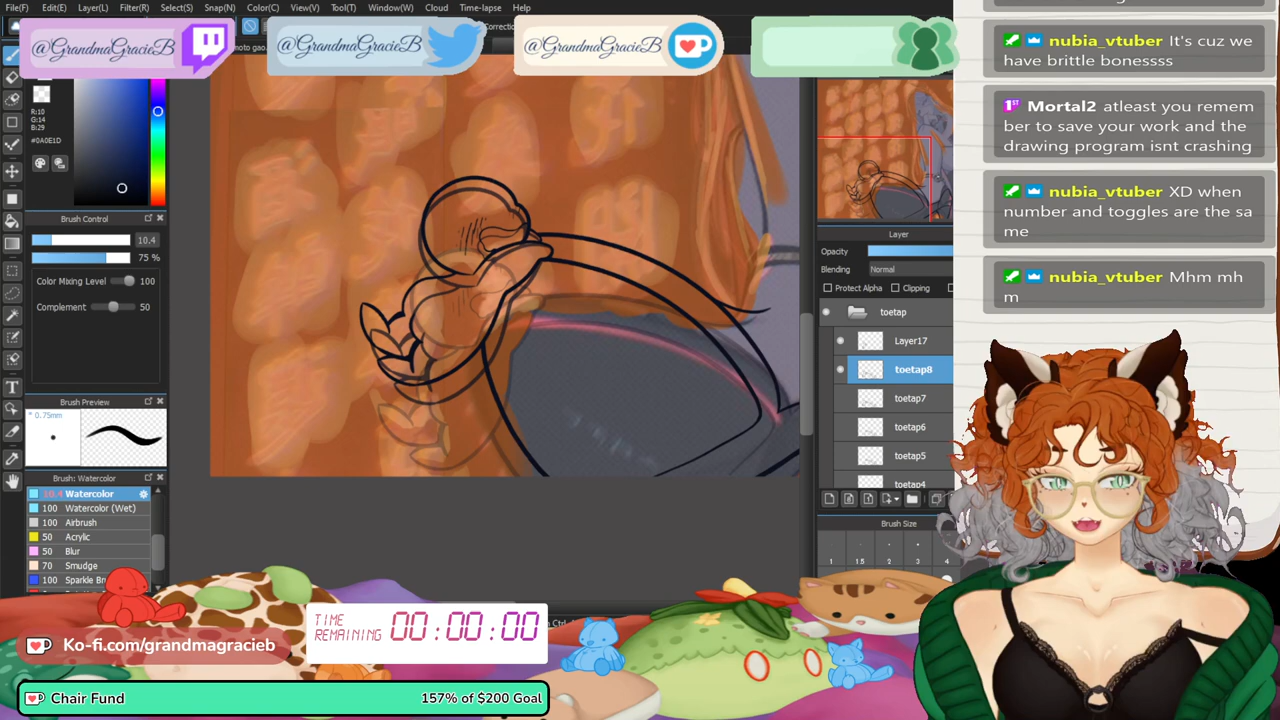 File(F) Edit(E) Layer(L) Filter(R) Select(S) Snap(N) Color(C) View(V) Tool(T) Window(W) Cloud Time-lapse Help
@GrandmaGracieB
@GrandmaGracieB
@GrandmaGracieB
R:10
G:14
B:29
#0A0E1D
Brush Control
10.4
75 %
Color Mixing Level 100
Complement 50
Brush Preview
* 0.75mm
Brush: Watercolor
10.4 Watercolor
100 Watercolor (Wet)
100 Airbrush
50 Acrylic
50 Blur
70 Smudge
100 Sparkle
Layer
Opacity
Blending Normal
Protect Alpha Clipping
toetap
Layer17
toetap8
toetap7
toetap6
toetap5
toetap4
Brush Size
1 1.5 2 3 4
nubia_vtuber It's cuz we
have brittle bonessss
1ST Mortal2 atleast you remem
ber to save your work and the
drawing program isnt crashing
nubia_vtuber XD when
number and toggles are the sa
me
nubia_vtuber Mhm mh
m
Ko-fi.com/grandmagracieb
TIME
REMAINING 00:00:00
Chair Fund 157% of $200 Goal